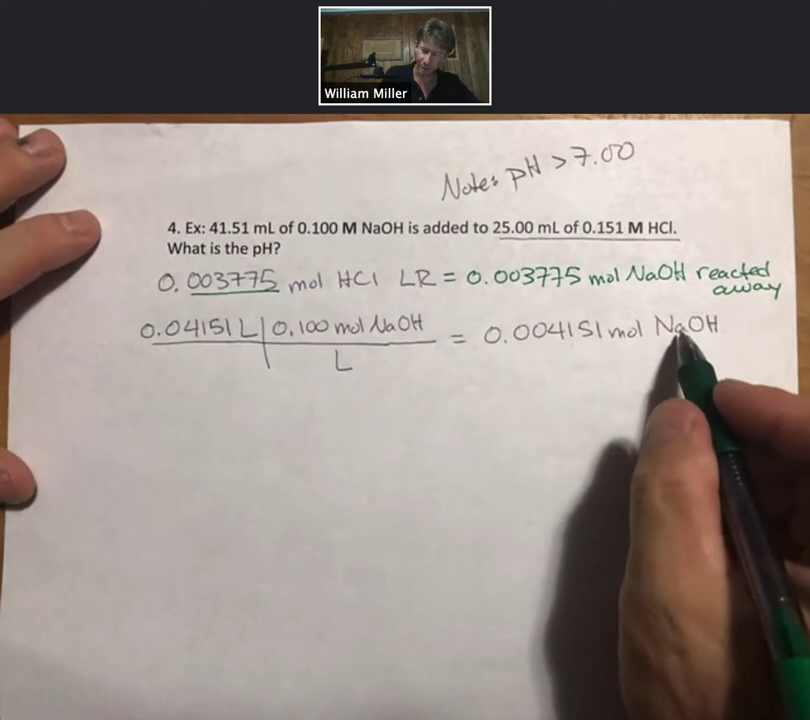 William Miller
Note: pH > 7.00
4. Ex: 41.51 mL of 0.100 M NaOH is added to 25.00 mL of 0.151 M HCl.
What is the pH?
0.003775 mol HCl LR = 0.003775 mol NaOH reacted
away
0.04151 L | 0.100 mol NaOH = 0.004151 mol NaOH
L